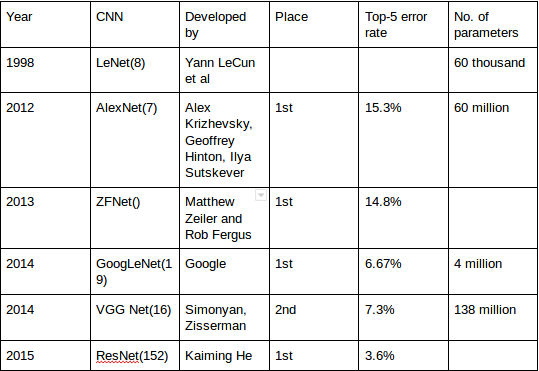 Year CNN Developed by Place Top-5 error rate No. of parameters
1998 LeNet(8) Yann LeCun et al 60 thousand
2012 AlexNet(7) Alex Krizhevsky, Geoffrey Hinton, Ilya Sutskever 1st 15.3% 60 million
2013 ZFNet() Matthew Zeiler and Rob Fergus 1st 14.8%
2014 GoogLeNet(19) Google 1st 6.67% 4 million
2014 VGG Net(16) Simonyan, Zisserman 2nd 7.3% 138 million
2015 ResNet(152) Kaiming He 1st 3.6%